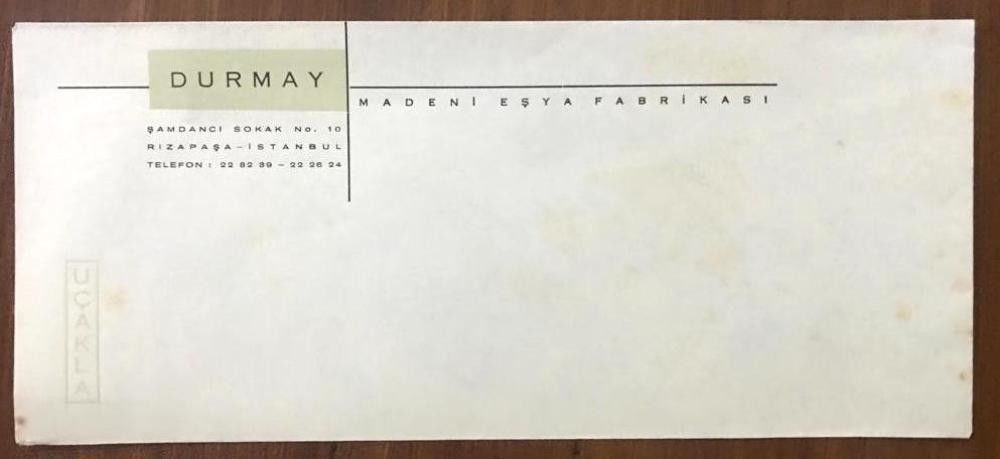 DURMAY
MADENİ EŞYA FABRİKASI
ŞAMDANCI SOKAK No. 10
RIZAPAŞA-İSTANBUL
TELEFON : 22 82 39 - 22 26 24
UÇAKLA